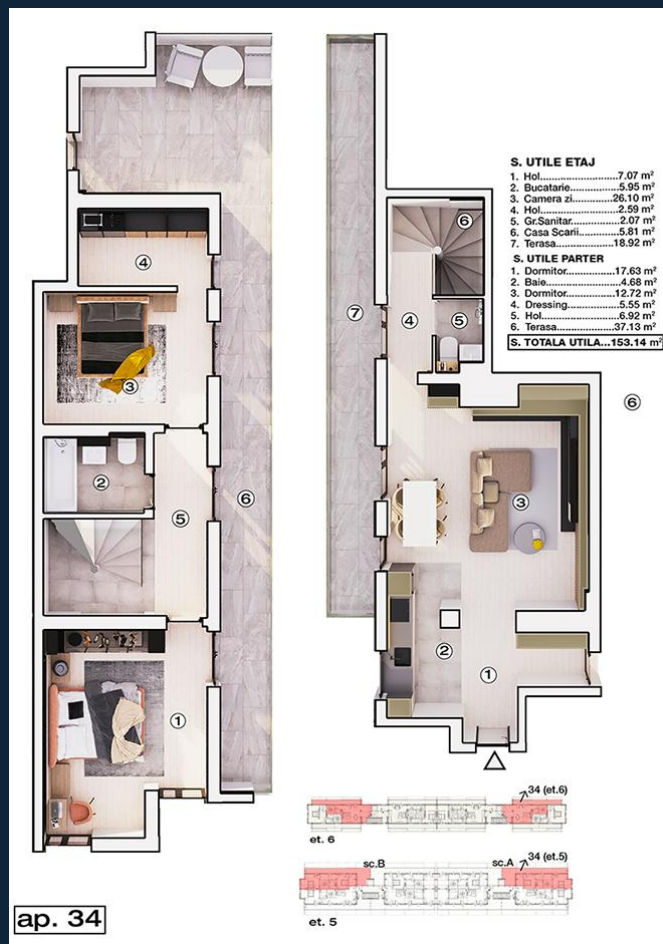 S. UTILE ETAJ
1. Hol.....................7.07 m²
2. Bucatarie..........5.95 m²
3. Camera zi........26.10 m²
4. Hol.....................2.59 m²
5. Gr.Sanitar.........2.07 m²
6. Casa Scarii.......5.81 m²
7. Terasa..............18.92 m²
S. UTILE PARTER
1. Dormitor..........17.63 m²
2. Baie...................4.68 m²
3. Dormitor..........12.72 m²
4. Dressing...........5.55 m²
5. Hol.....................6.92 m²
6. Terasa..............37.13 m²
S. TOTALA UTILA...153.14 m²
4
3
2
5
6
1
6
7
4
5
6
3
2
1
34 (et.6)
et. 6
sc.B
sc.A
34 (et.5)
et. 5
ap. 34